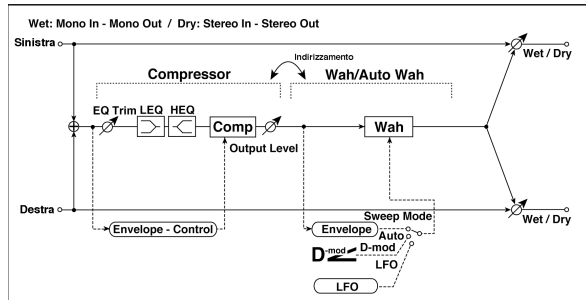 Wet: Mono In - Mono Out / Dry: Stereo In - Stereo Out
Sinistra
Wet / Dry
Indirizzamento
Compressor
Wah/Auto Wah
EQ Trim
LEQ
HEQ
Comp
Output Level
Wah
Destra
Wet / Dry
Sweep Mode
Envelope - Control
Envelope
Auto
D-mod
D-mod
LFO
LFO